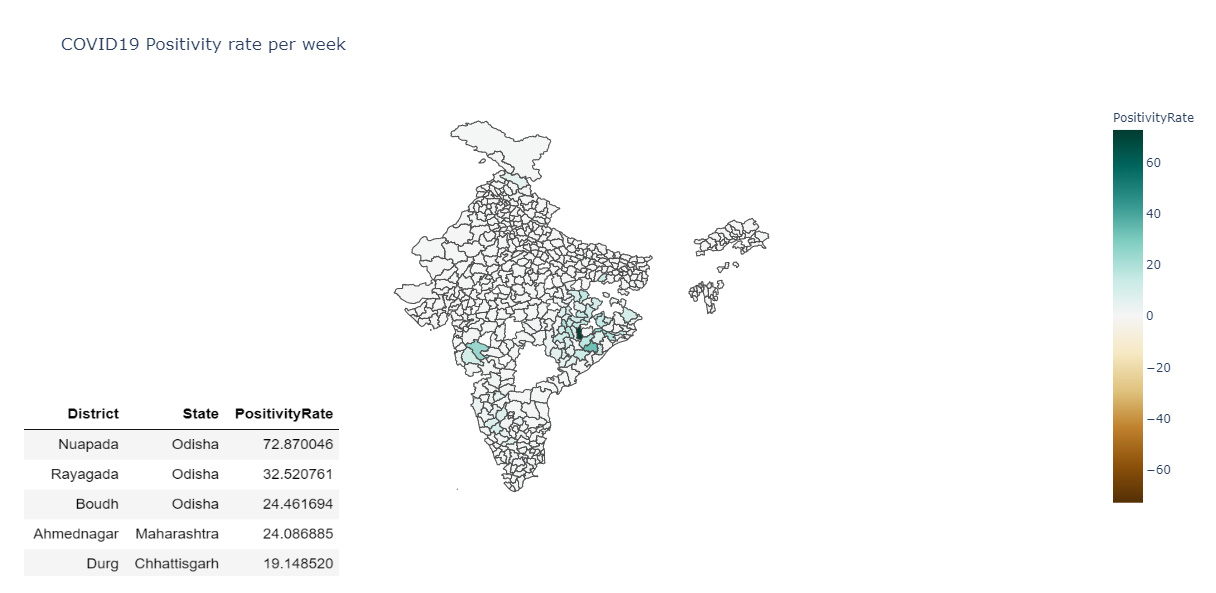 COVID19 Positivity rate per week
PositivityRate
60
40
20
0
−20
−40
−60
District State PositivityRate
Nuapada Odisha 72.870046
Rayagada Odisha 32.520761
Boudh Odisha 24.461694
Ahmednagar Maharashtra 24.086885
Durg Chhattisgarh 19.148520